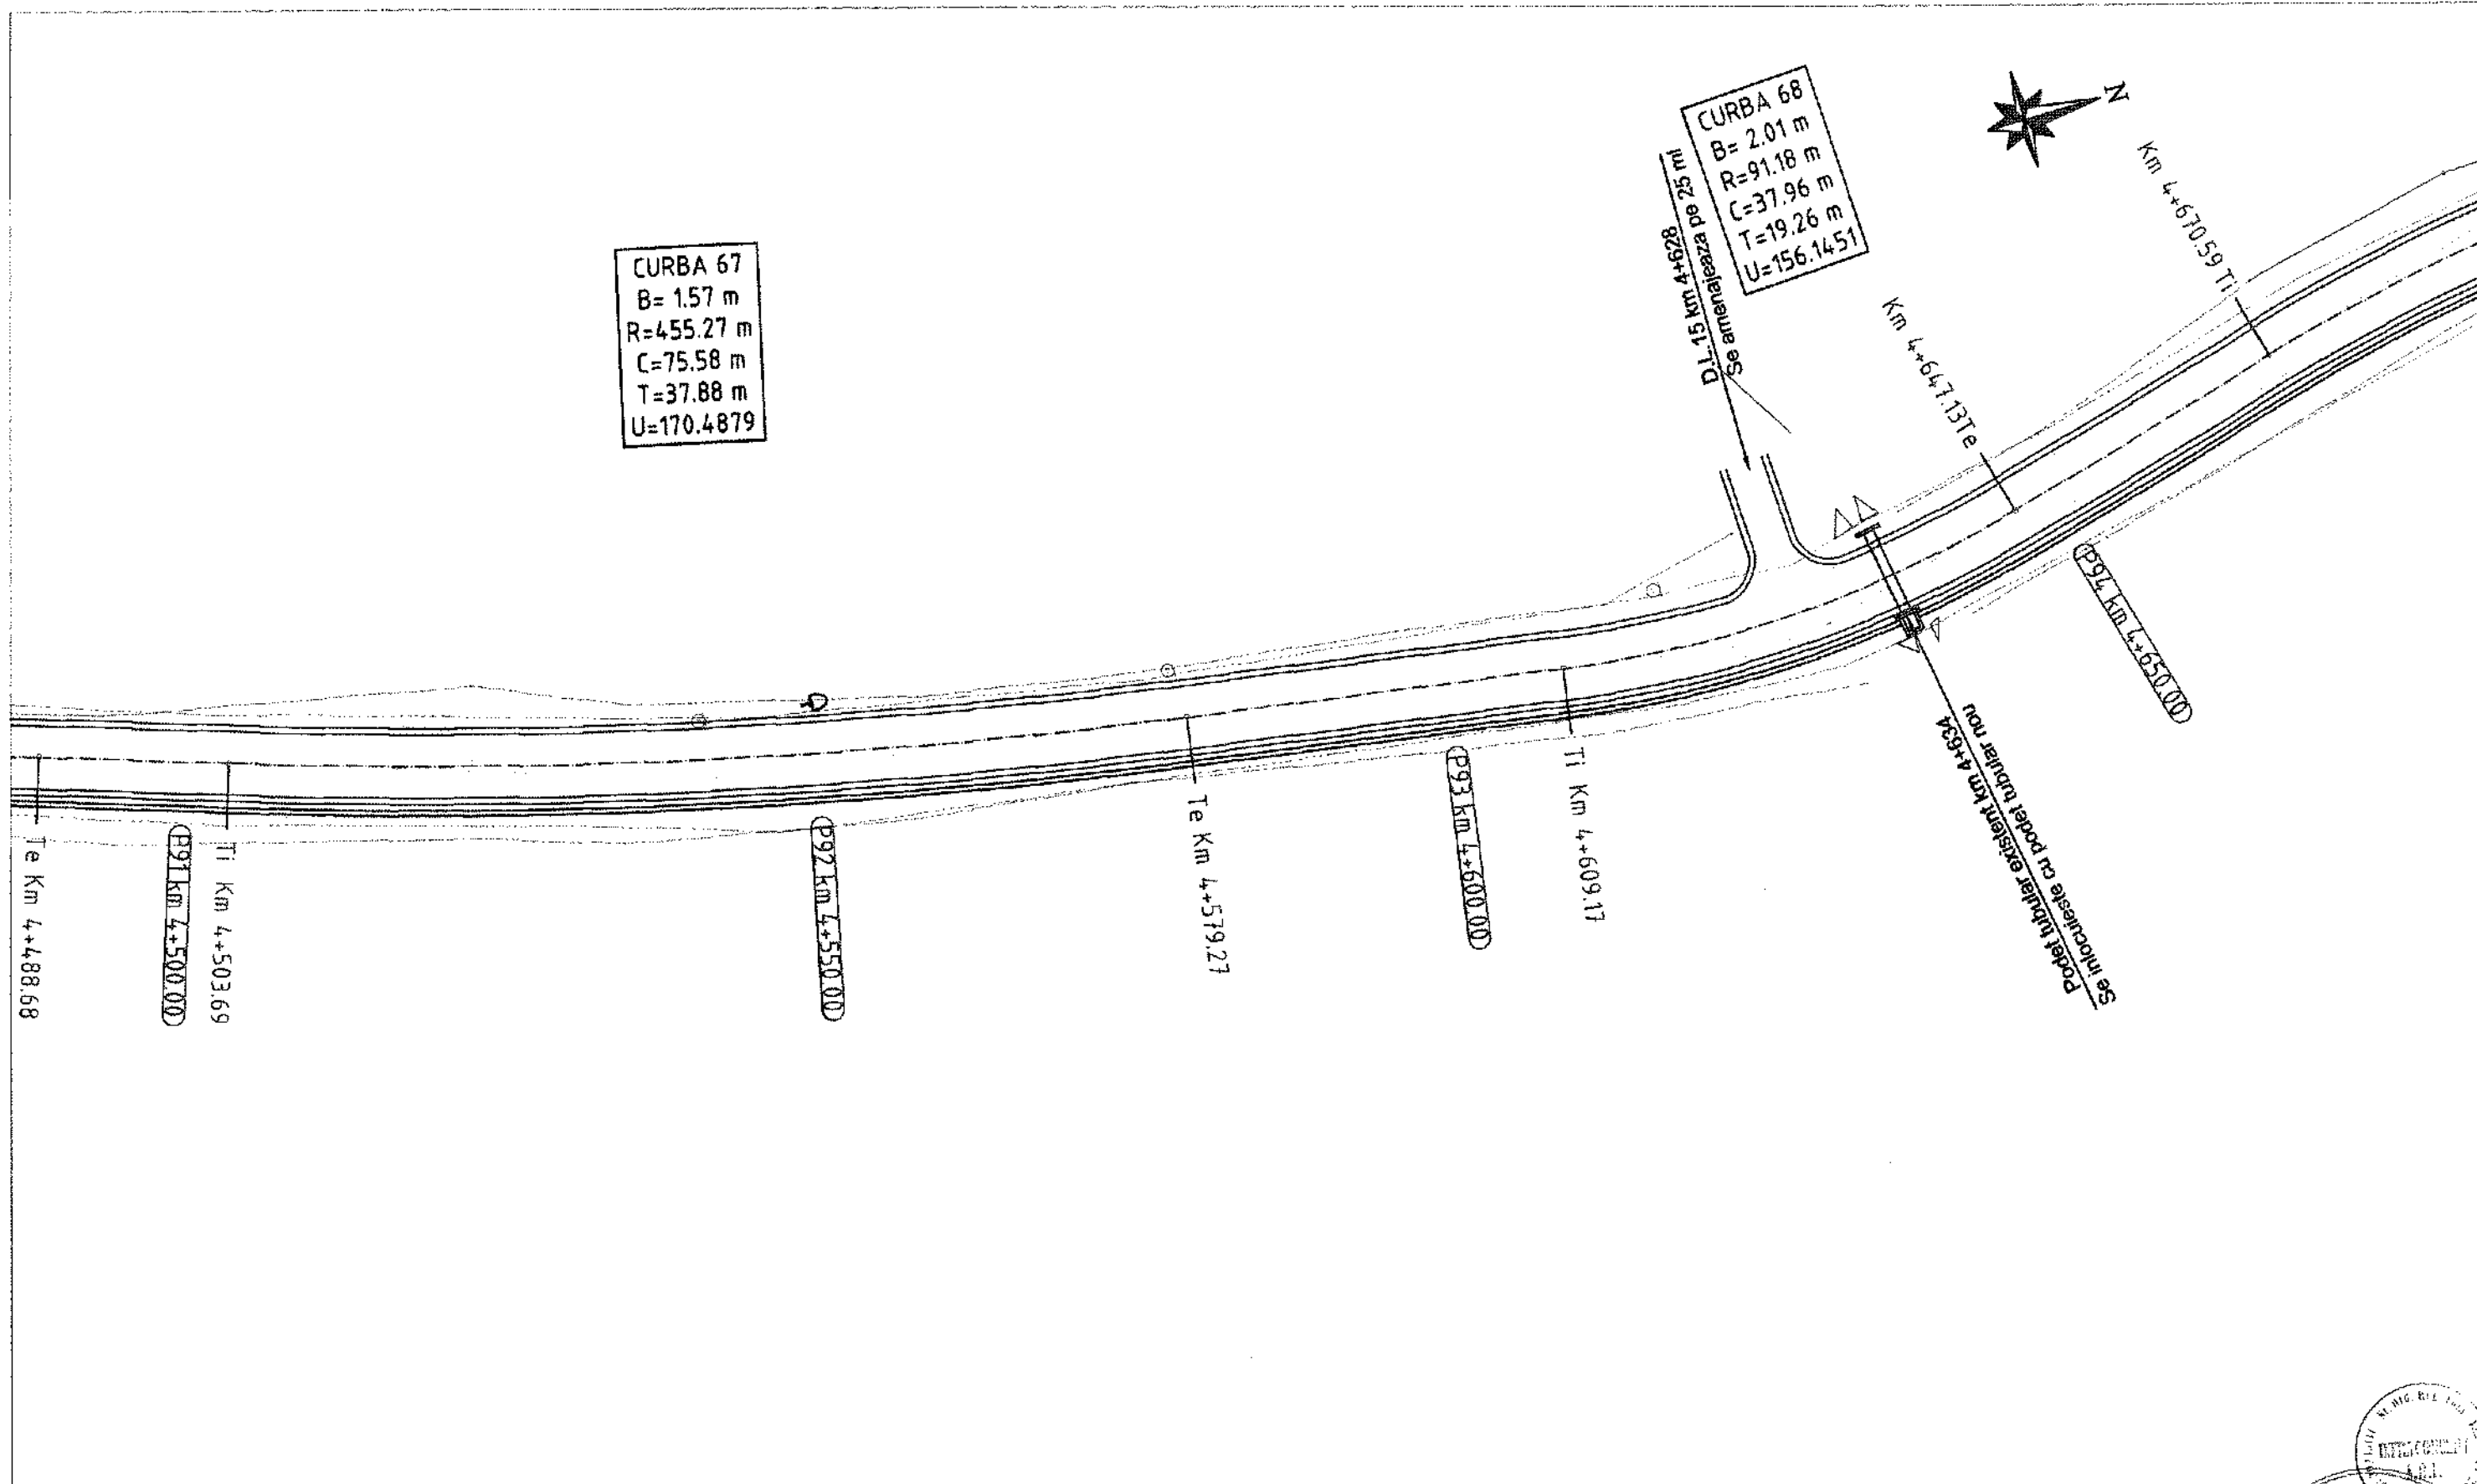 CURBA 67
B= 1.57 m
R=455.27 m
C=75.58 m
T=37.88 m
U=170.4879
CURBA 68
B= 2.01 m
R=91.18 m
C=37.96 m
T=19.26 m
U=156.1451
N
D.L.15 km 4+628
Se amenajeaza pe 25 ml
Km 4+647.13Te
Km 4+670.59 Ti
Te Km 4+488.68
P91 km 4+500.00
Ti Km 4+503.69
P92 km 4+550.00
Te Km 4+579.27
P93 km 4+600.00
Ti Km 4+609.17
Podet tubular existent km 4+634
Se inlocuieste cu podet tubular nou
P94 km 4+650.00